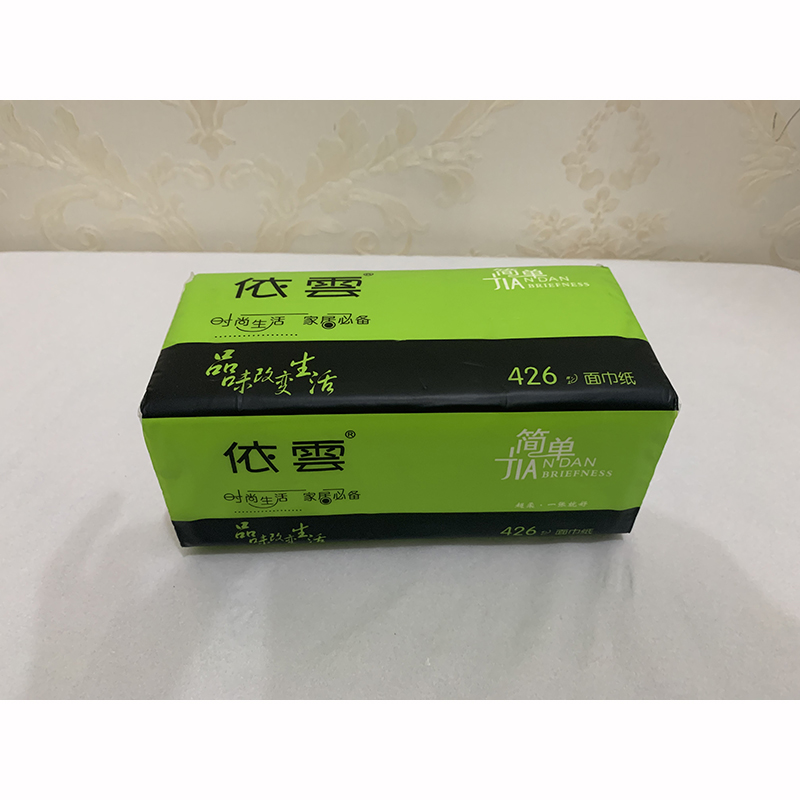 依雲®
简单
JIAN DAN
BRIEFNESS
时尚生活 家居必备
品味改变生活
426 面巾纸
依雲®
简单
JIAN DAN
BRIEFNESS
时尚生活 家居必备
品味改变生活
426 面巾纸